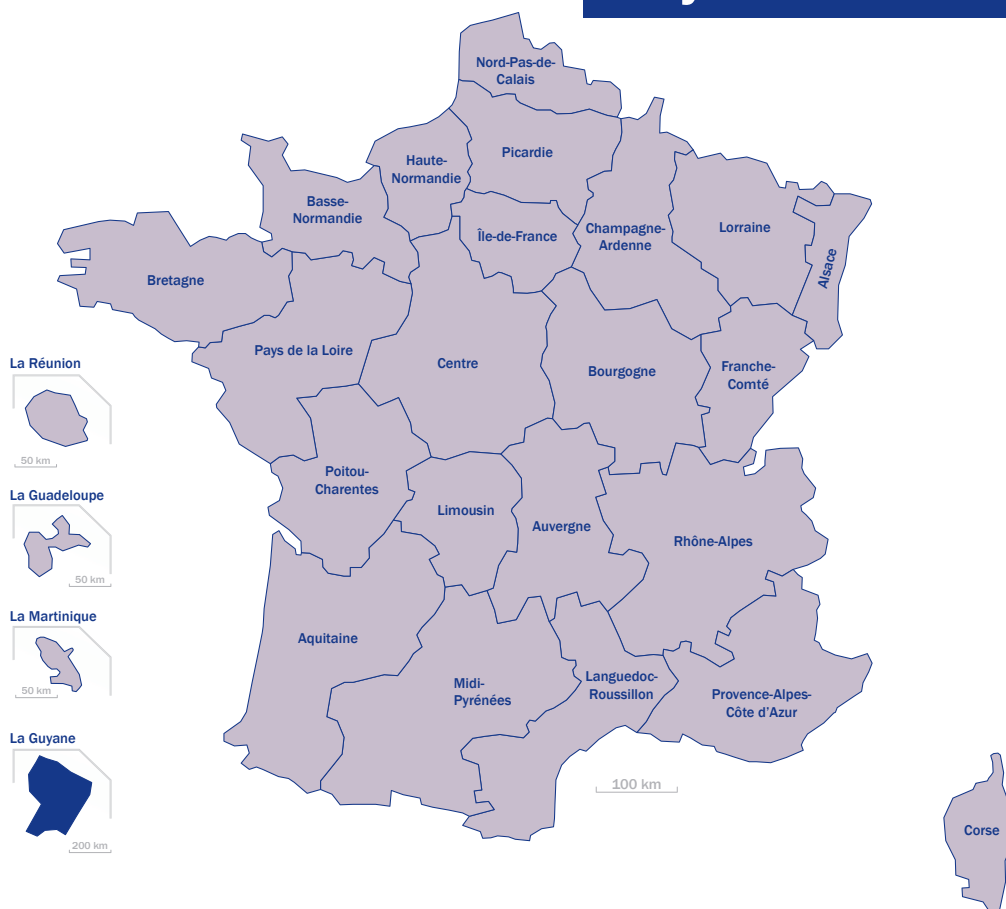 Nord-Pas-de-
Calais
Picardie
Haute-
Normandie
Basse-
Normandie
Île-de-France
Champagne-
Ardenne
Lorraine
Alsace
Bretagne
Pays de la Loire
Centre
Bourgogne
Franche-
Comté
La Réunion
50 km
Poitou-
Charentes
Limousin
Auvergne
Rhône-Alpes
La Guadeloupe
50 km
La Martinique
50 km
Aquitaine
Midi-
Pyrénées
Languedoc-
Roussillon
Provence-Alpes-
Côte d'Azur
La Guyane
200 km
100 km
Corse